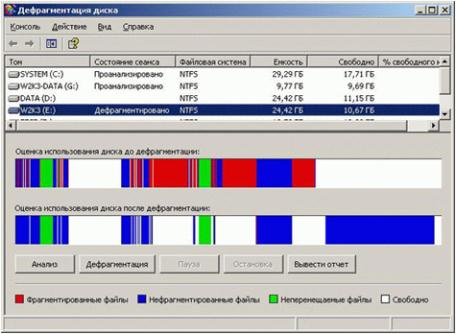 Дефрагментация диска
Консоль Действие Вид Справка
Том Состояние сеанса Файловая система Емкость Свободно % свободного
SYSTEM (C:) Проанализировано NTFS 29,29 ГБ 17,71 ГБ
W2K3-DATA (G:) Проанализировано NTFS 9,77 ГБ 9,69 ГБ
DATA (D:) NTFS 24,42 ГБ 11,15 ГБ
W2K3 (E:) Дефрагментировано NTFS 24,42 ГБ 10,67 ГБ
Оценка использования диска до дефрагментации:
Оценка использования диска после дефрагментации:
Анализ Дефрагментация Пауза Остановка Вывести отчет
Фрагментированные файлы Нефрагментированные файлы Неперемещаемые файлы Свободно